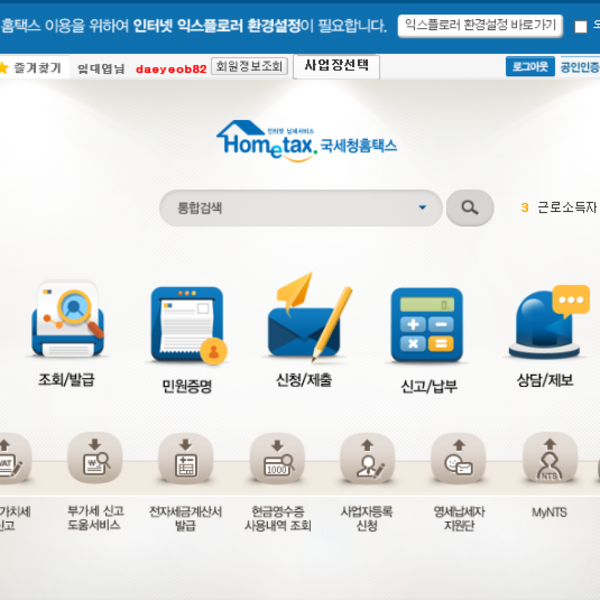 홈택스 이용을 위하여 인터넷 익스플로러 환경설정이 필요합니다. 익스플로러 환경설정 바로가기
즐겨찾기 임대엽님 daeyeob82 회원정보조회 사업장선택 로그아웃 공인인증
인터넷 납세서비스
Hometax. 국세청홈택스
통합검색 3 근로소득자
0.
조회/발급 민원증명 신청/제출 신고/납부 상담/제보
VAT ₩ 1000 NTS
가치세 부가세 신고 전자세금계산서 현금영수증 사업자등록 영세납세자 MyNTS
신고 도움서비스 발급 사용내역 조회 신청 지원단